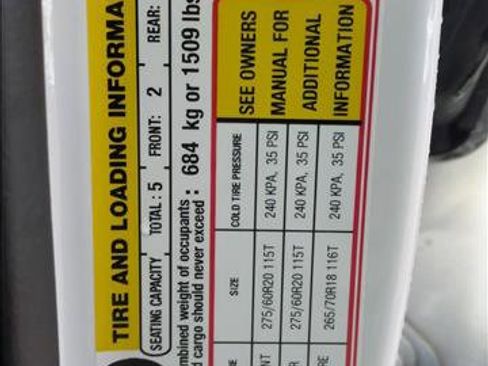 TIRE AND LOADING INFORMA
SEATING CAPACITY TOTAL : 5 FRONT: 2 REAR:
mbined weight of occupants
d cargo should never exceed : 684 kg or 1509 lbs
SIZE COLD TIRE PRESSURE
275/60R20 115T 240 KPA, 35 PSI
275/60R20 115T 240 KPA, 35 PSI
265/70R18 116T 240 KPA, 35 PSI
SEE OWNERS
MANUAL FOR
ADDITIONAL
INFORMATION